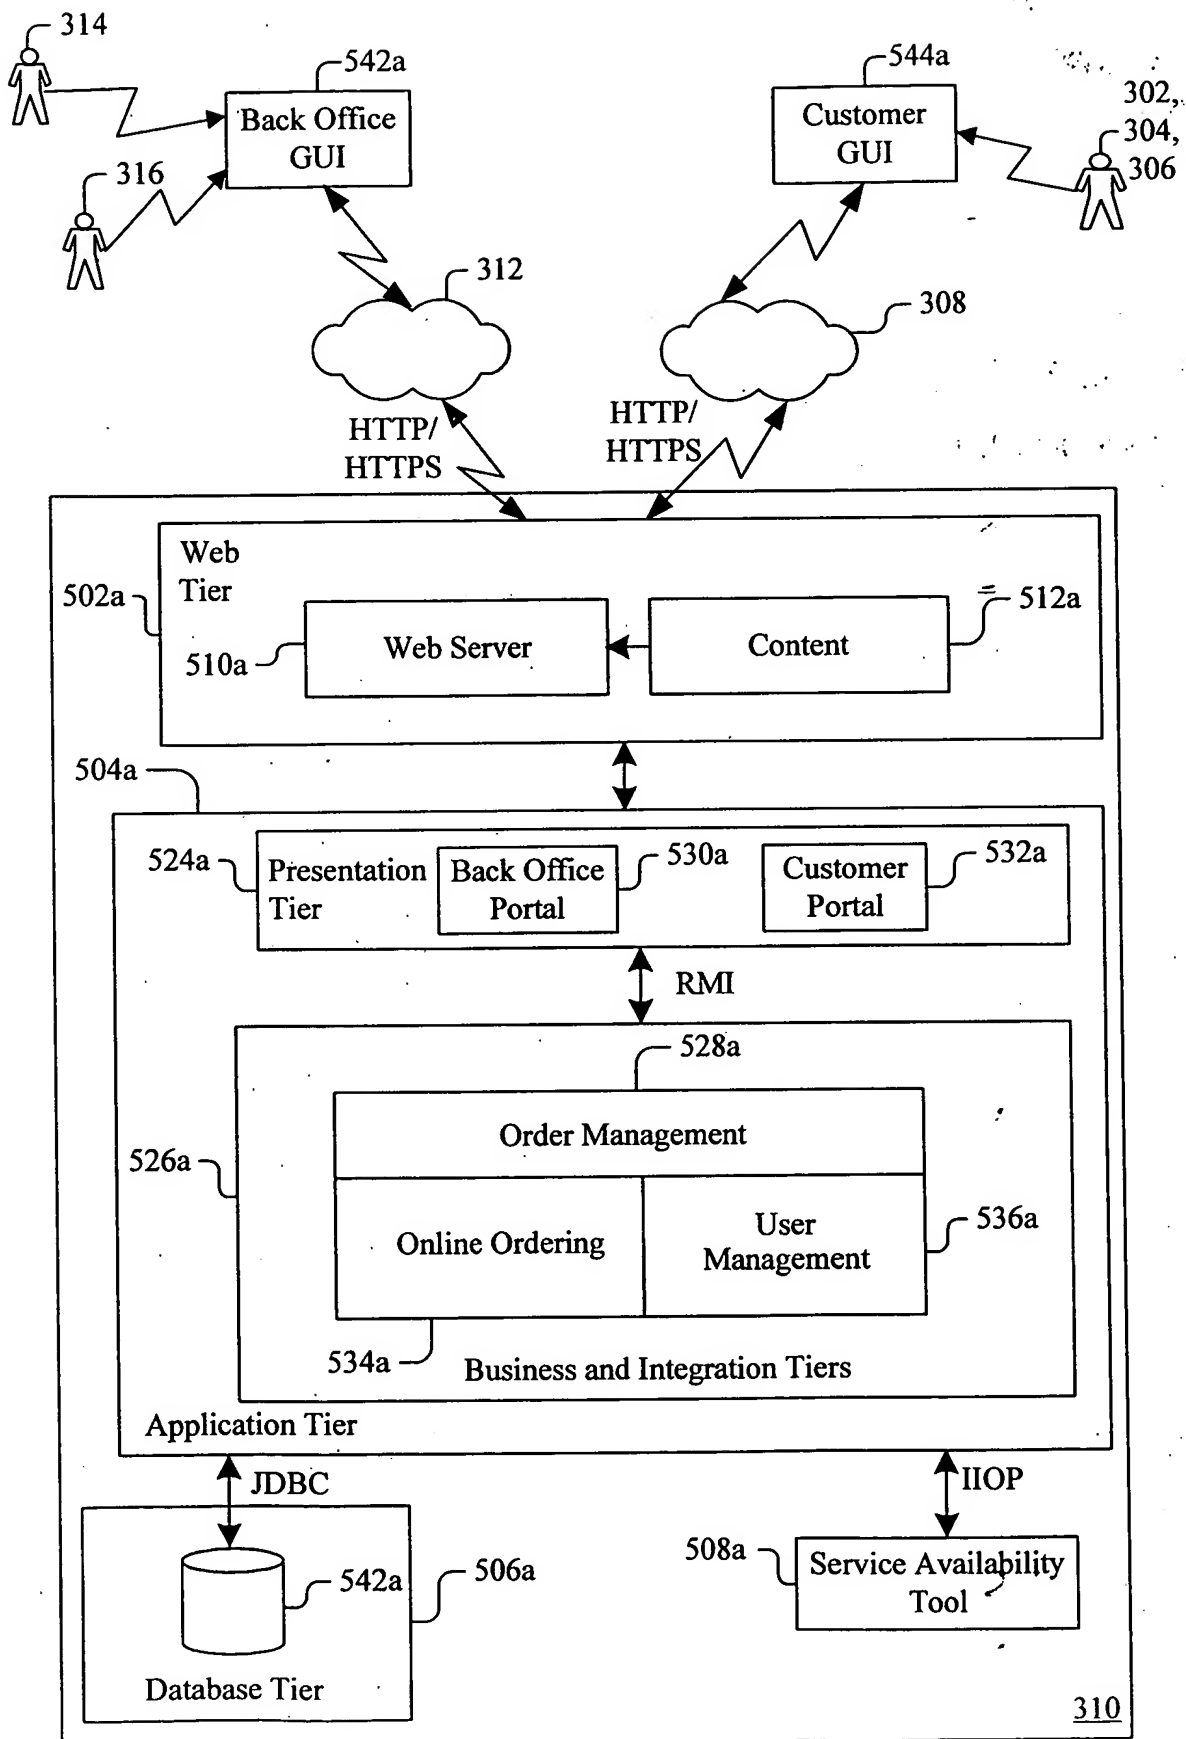 314
542a
544a
302,
304,
306
Back Office
GUI
Customer
GUI
316
312
308
HTTP/
HTTPS
HTTP/
HTTPS
Web
Tier
502a
512a
510a
Web Server
Content
504a
524a
Presentation
Tier
Back Office
Portal
530a
Customer
Portal
532a
RMI
528a
Order Management
526a
Online Ordering
User
Management
536a
534a
Business and Integration Tiers
Application Tier
JDBC
IIOP
542a
506a
508a
Service Availability
Tool
Database Tier
310